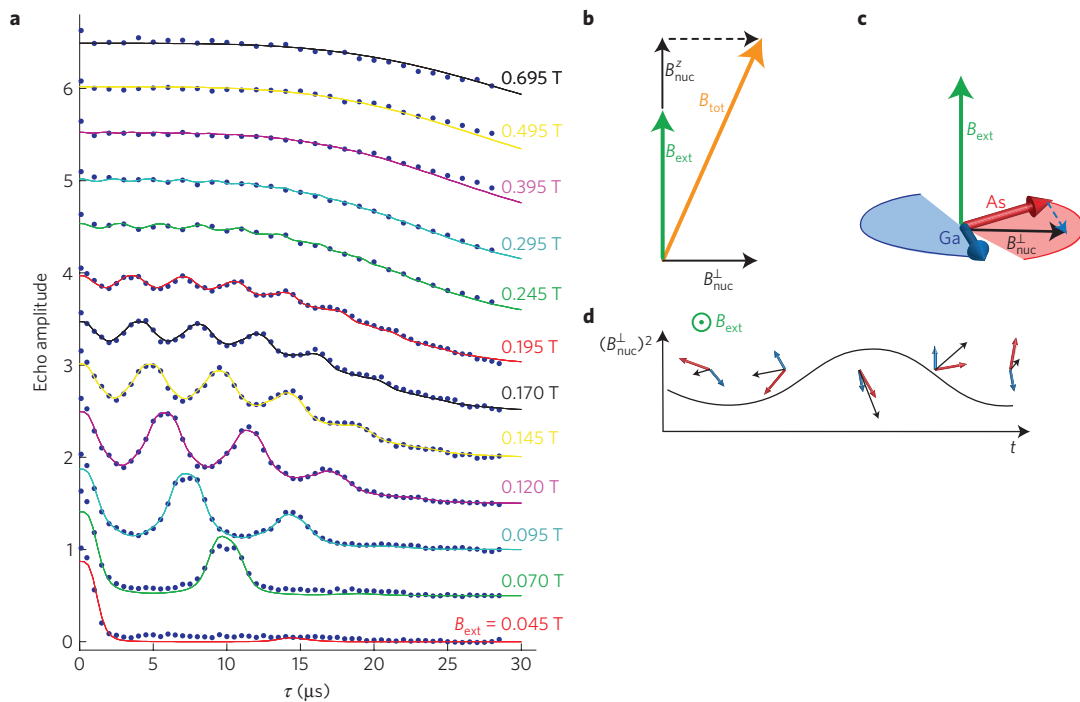 a
Echo amplitude
6
5
4
3
2
1
0
0.695 T
0.495 T
0.395 T
0.295 T
0.245 T
0.195 T
0.170 T
0.145 T
0.120 T
0.095 T
0.070 T
B_ext = 0.045 T
0 5 10 15 20 25 30
τ (μs)
b
B^z_nuc
B_tot
B_ext
B^⊥_nuc
c
B_ext
As
Ga
B^⊥_nuc
d
B_ext
(B^⊥_nuc)^2
t